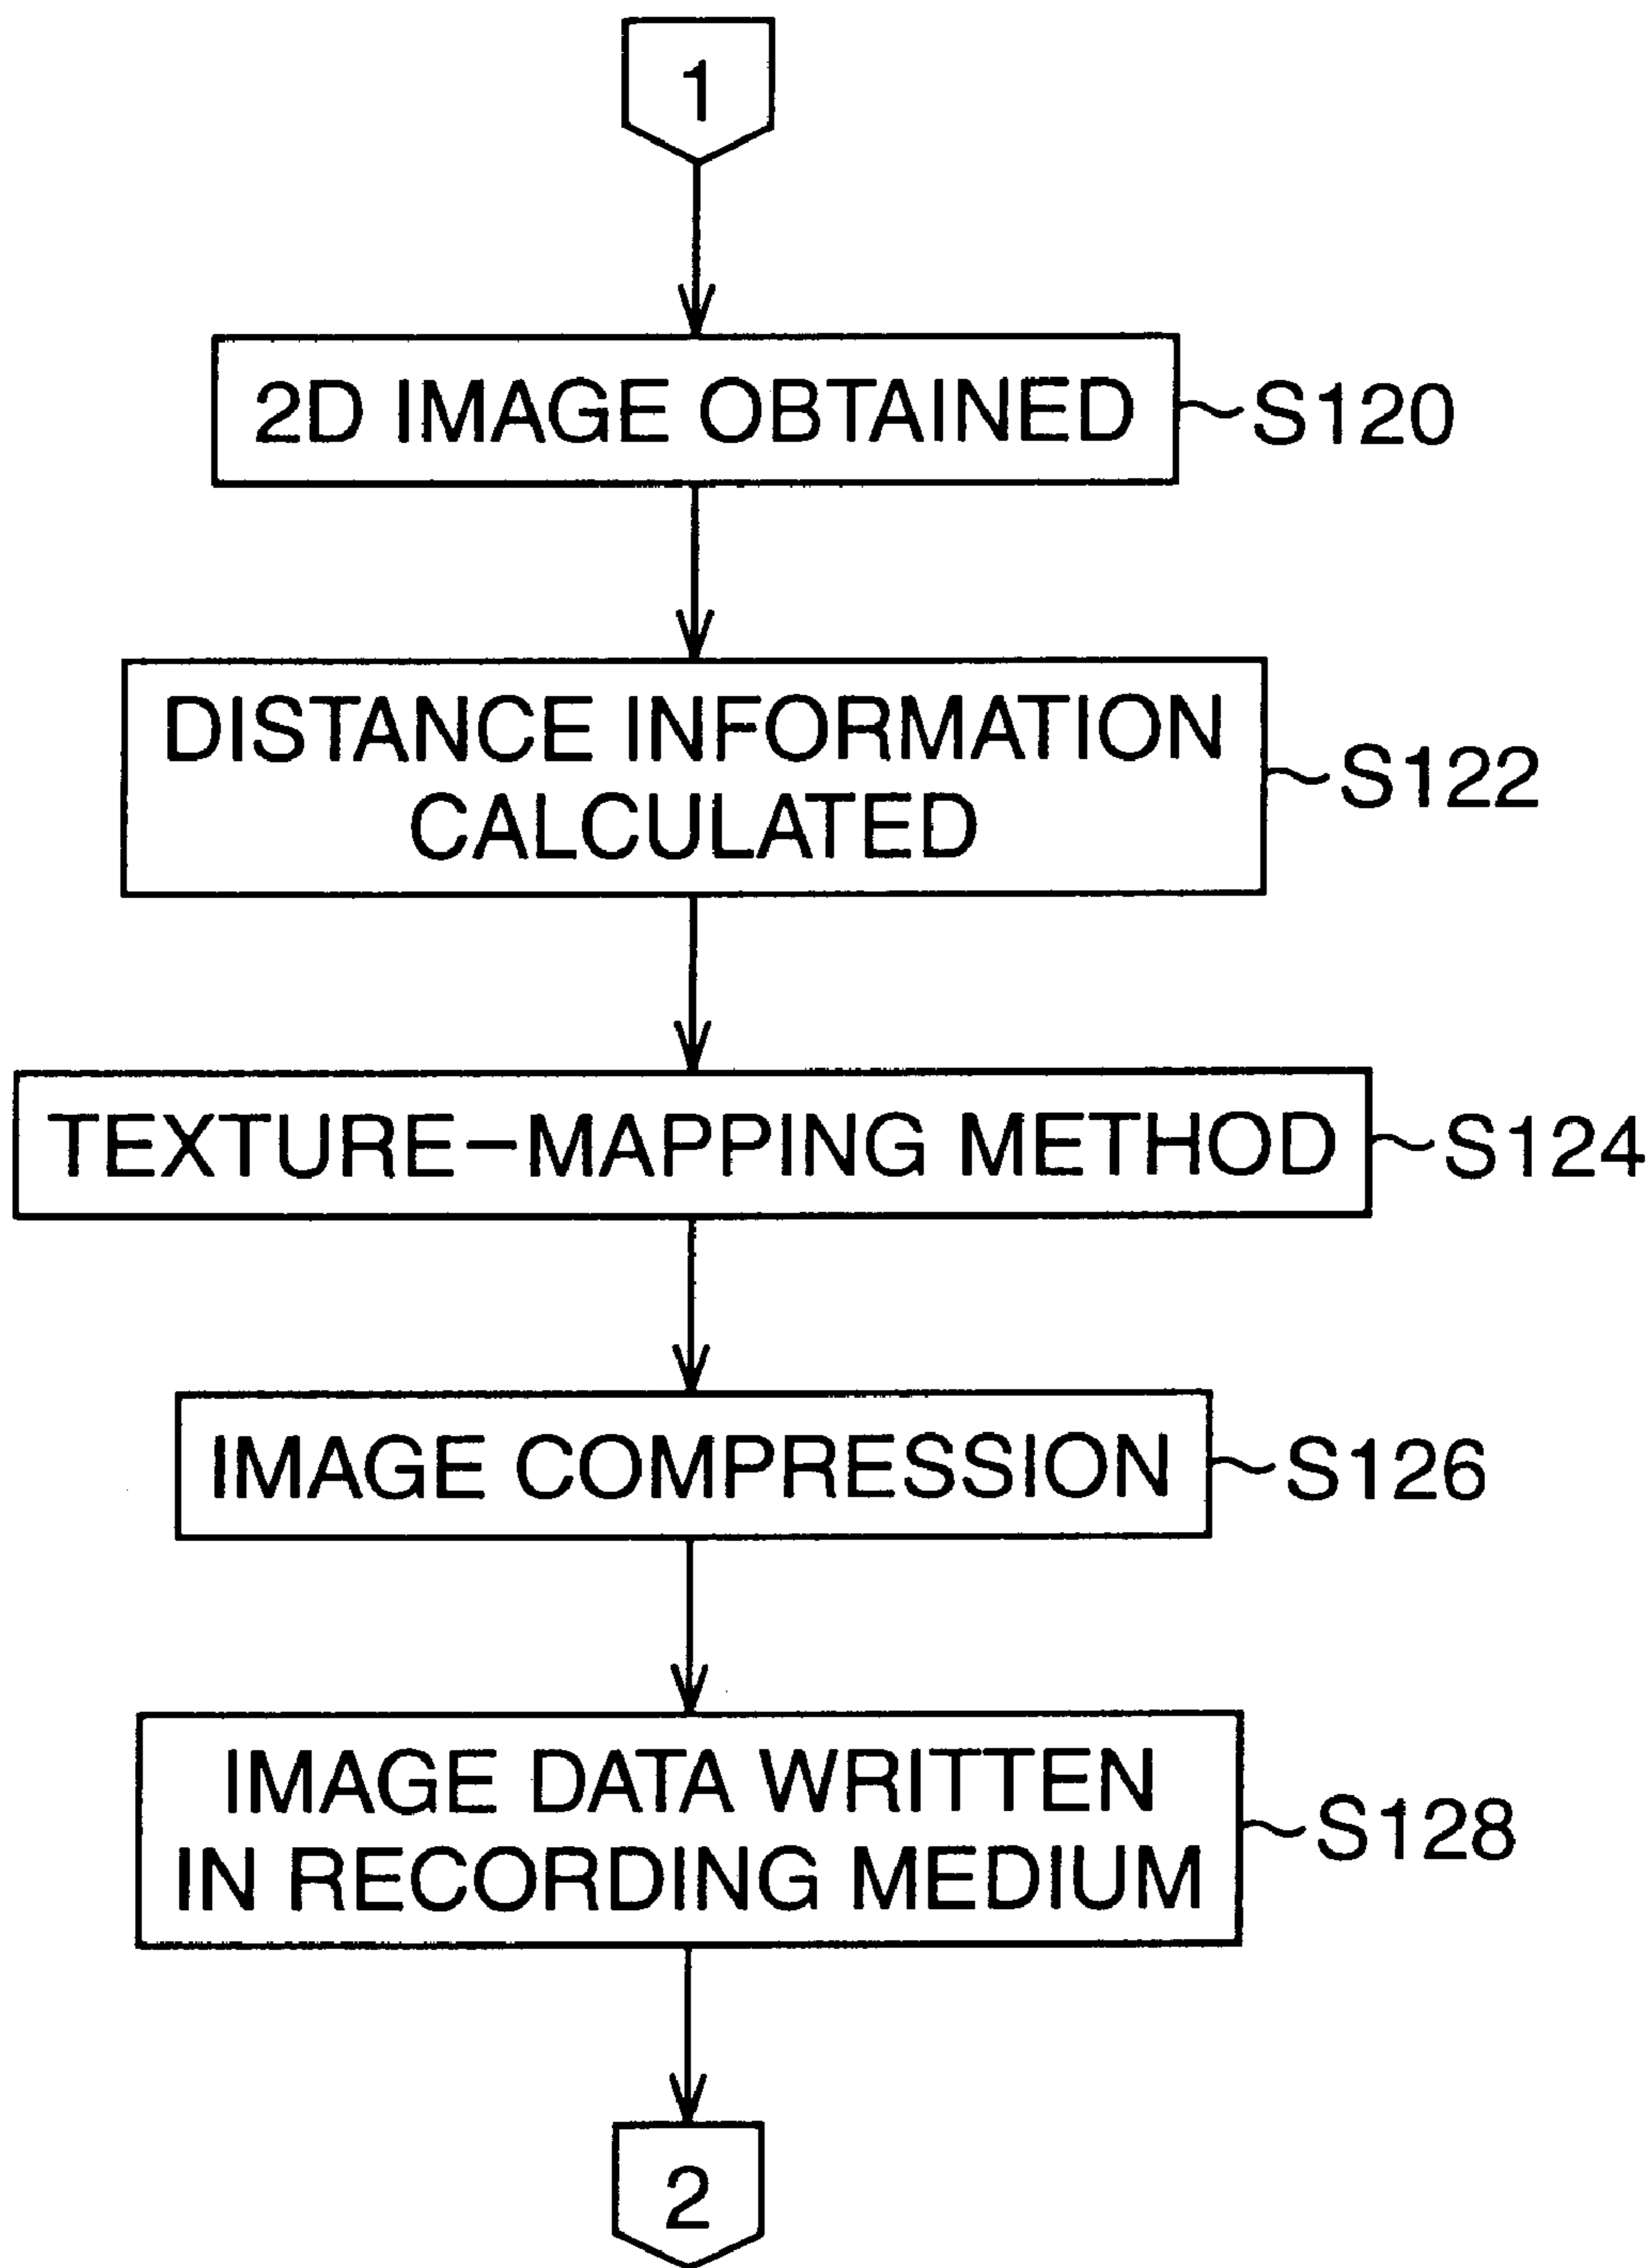 1
2D IMAGE OBTAINED
S120
DISTANCE INFORMATION
CALCULATED
S122
TEXTURE-MAPPING METHOD
S124
IMAGE COMPRESSION
S126
IMAGE DATA WRITTEN
IN RECORDING MEDIUM
S128
2